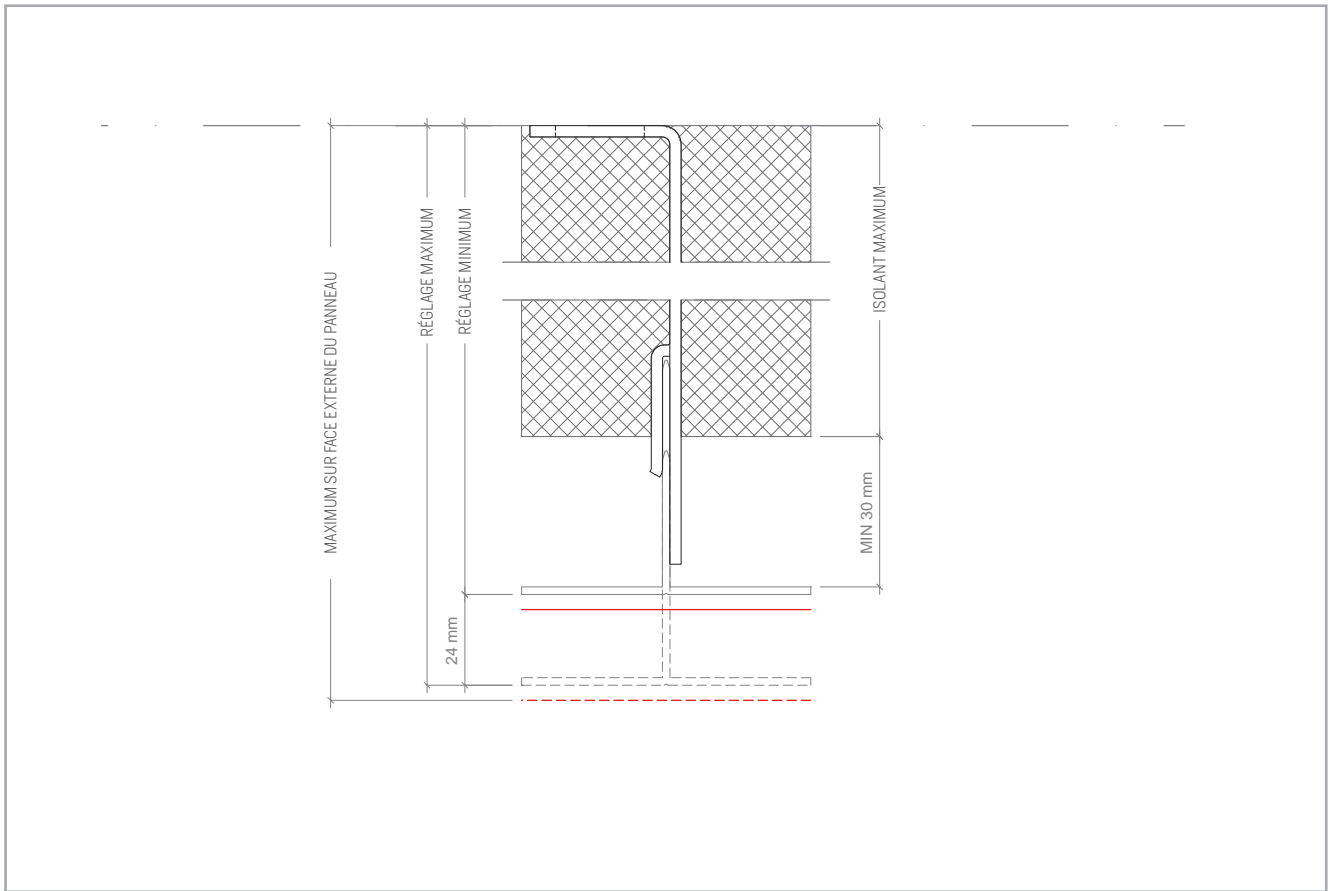 MAXIMUM SUR FACE EXTERNE DU PANNEAU
RÉGLAGE MAXIMUM
RÉGLAGE MINIMUM
24 mm
ISOLANT MAXIMUM
MIN 30 mm